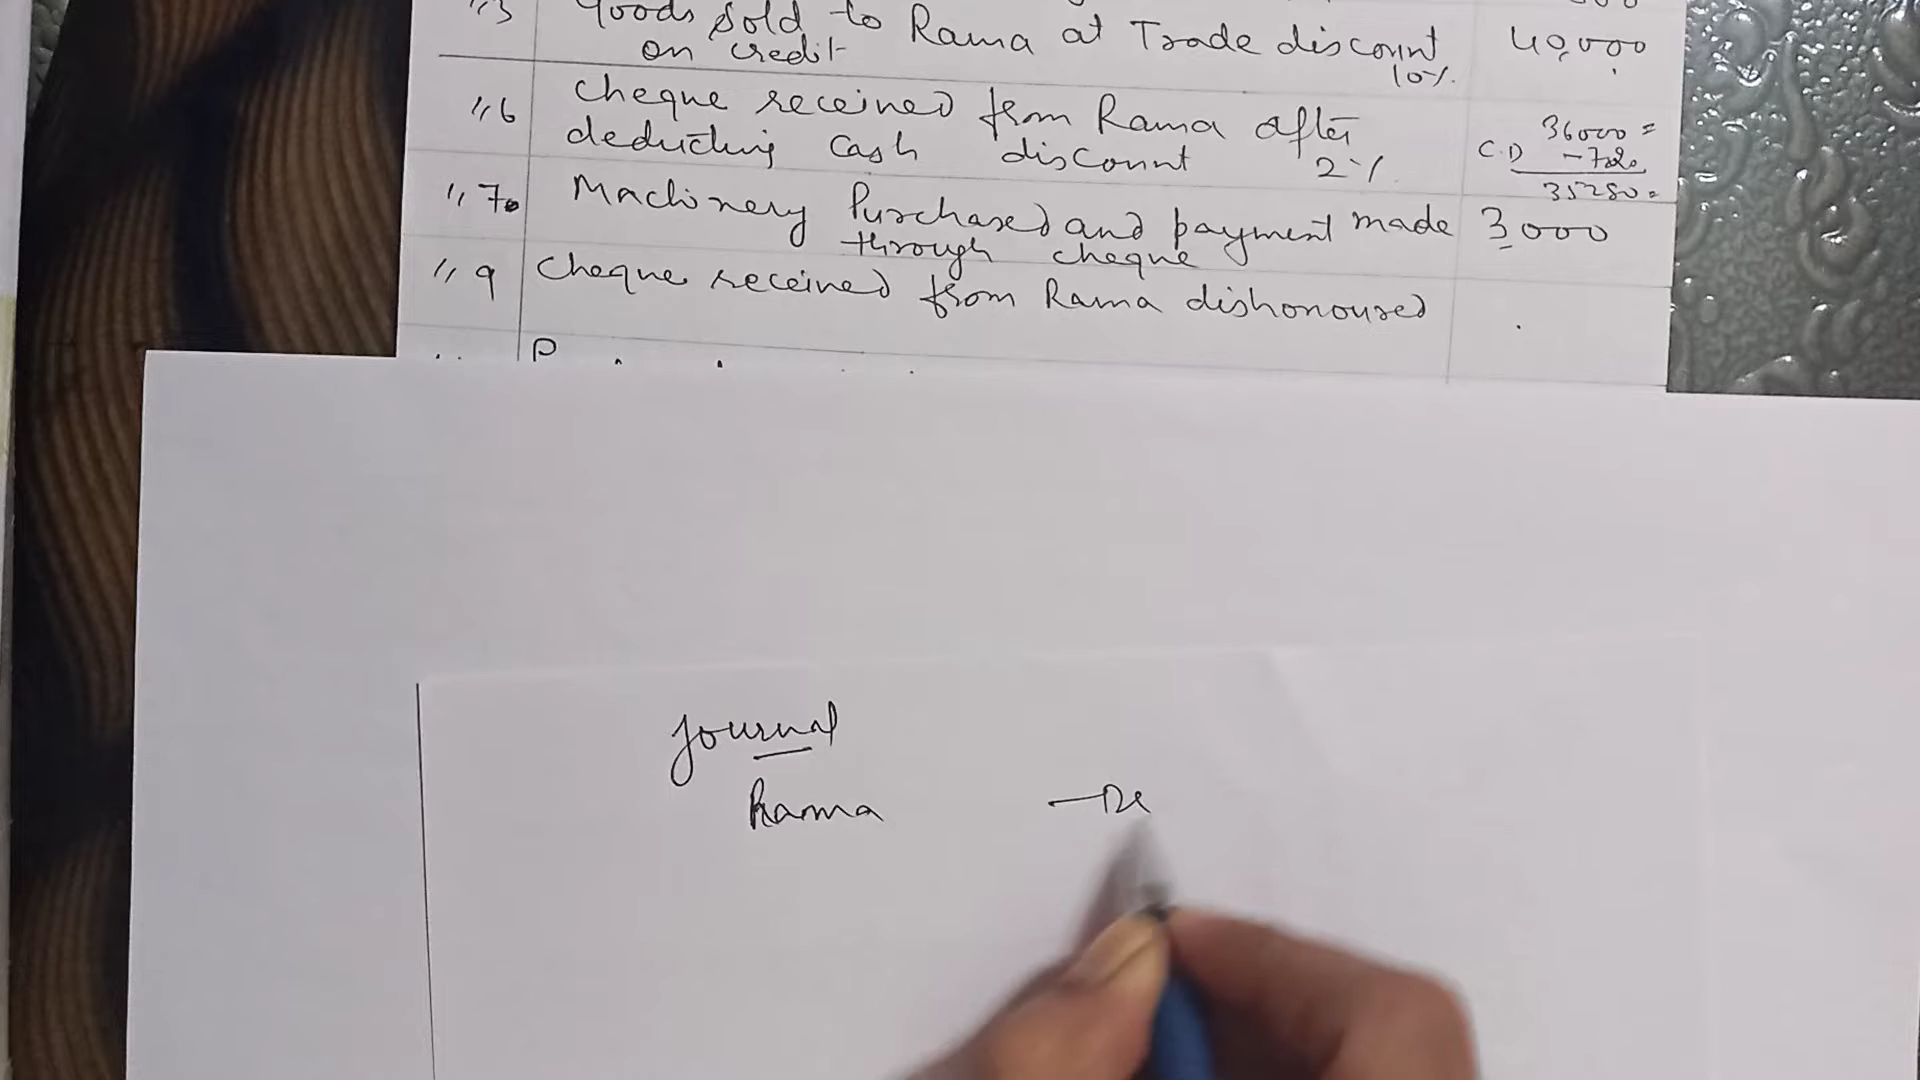 "3 Goods sold to Rama at Trade discount 40,000
on credit 10%.
"6 Cheque received from Rama after 36000=
deducting cash discount 2% C.D -720
35280=
"7 Machinery Purchased and payment made 3,000
through cheque
"9 Cheque received from Rama dishonoured
Journal
Rama —Dr